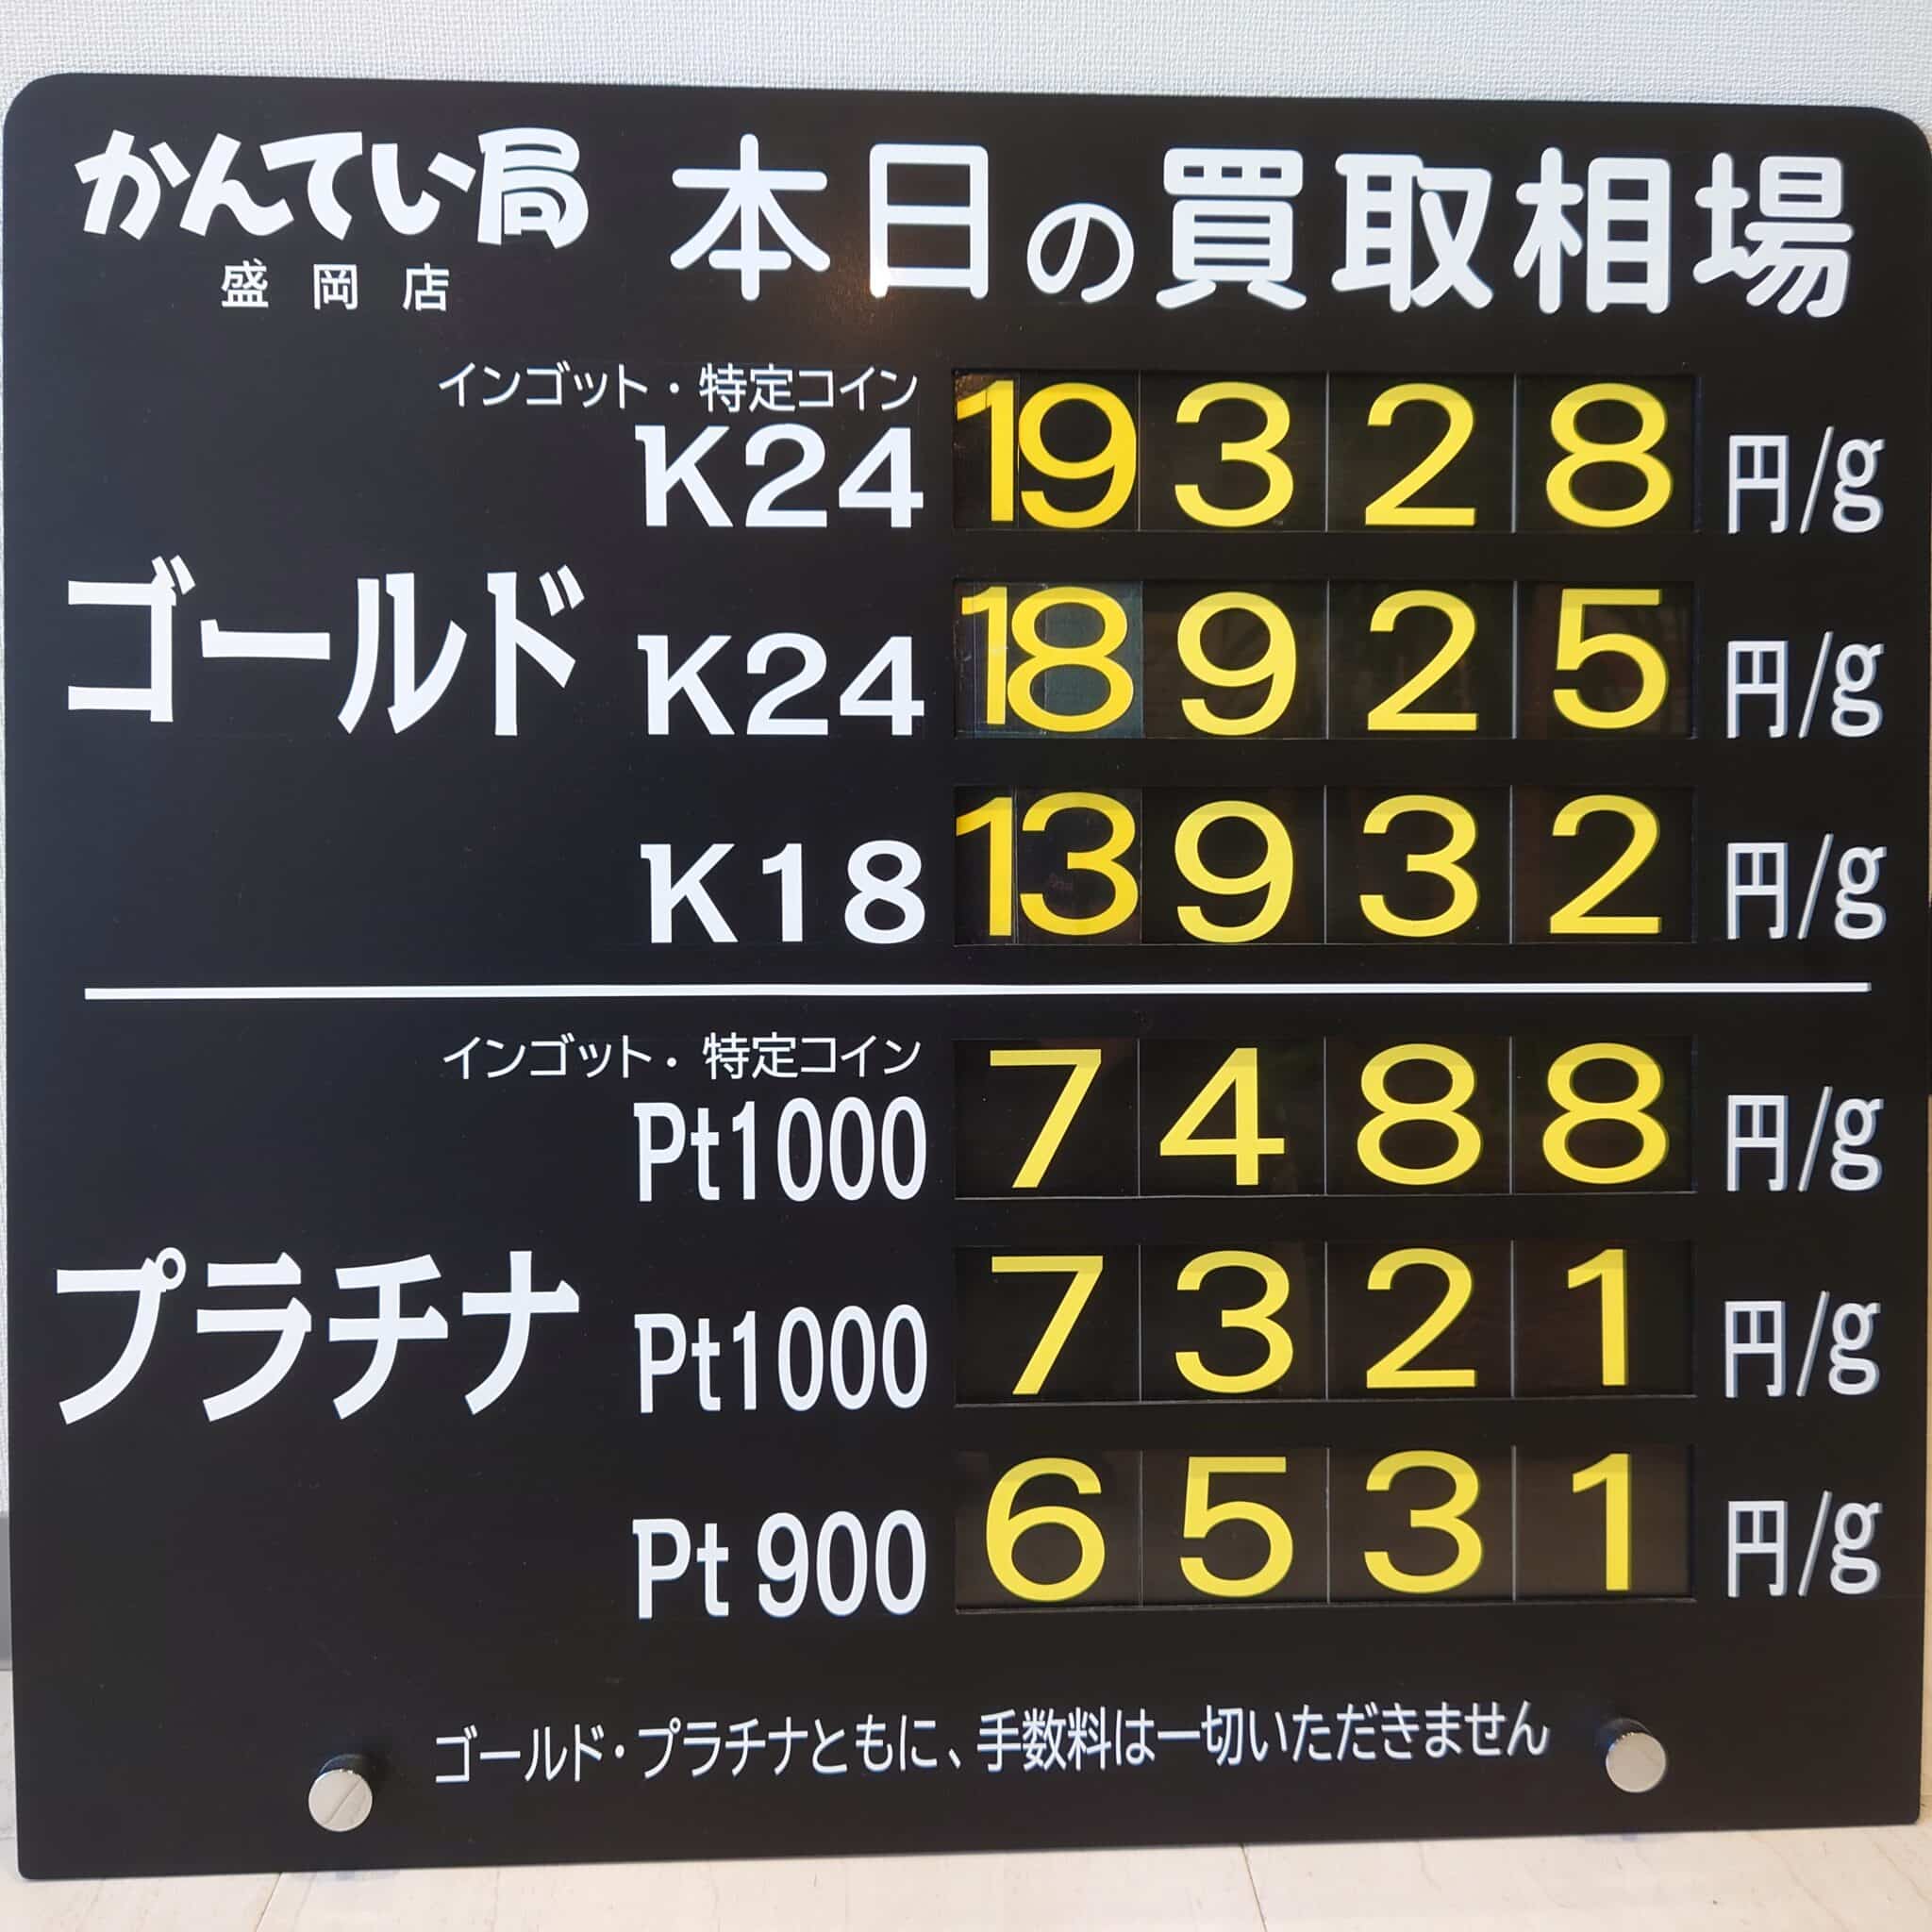 かんてい局 本日の買取相場
盛岡店
インゴット・特定コイン
K24 19328 円/g
ゴールド K24 18925 円/g
K18 13932 円/g
インゴット・特定コイン
Pt1000 7488 円/g
プラチナ Pt1000 7321 円/g
Pt900 6531 円/g
ゴールド・プラチナともに、手数料は一切いただきません